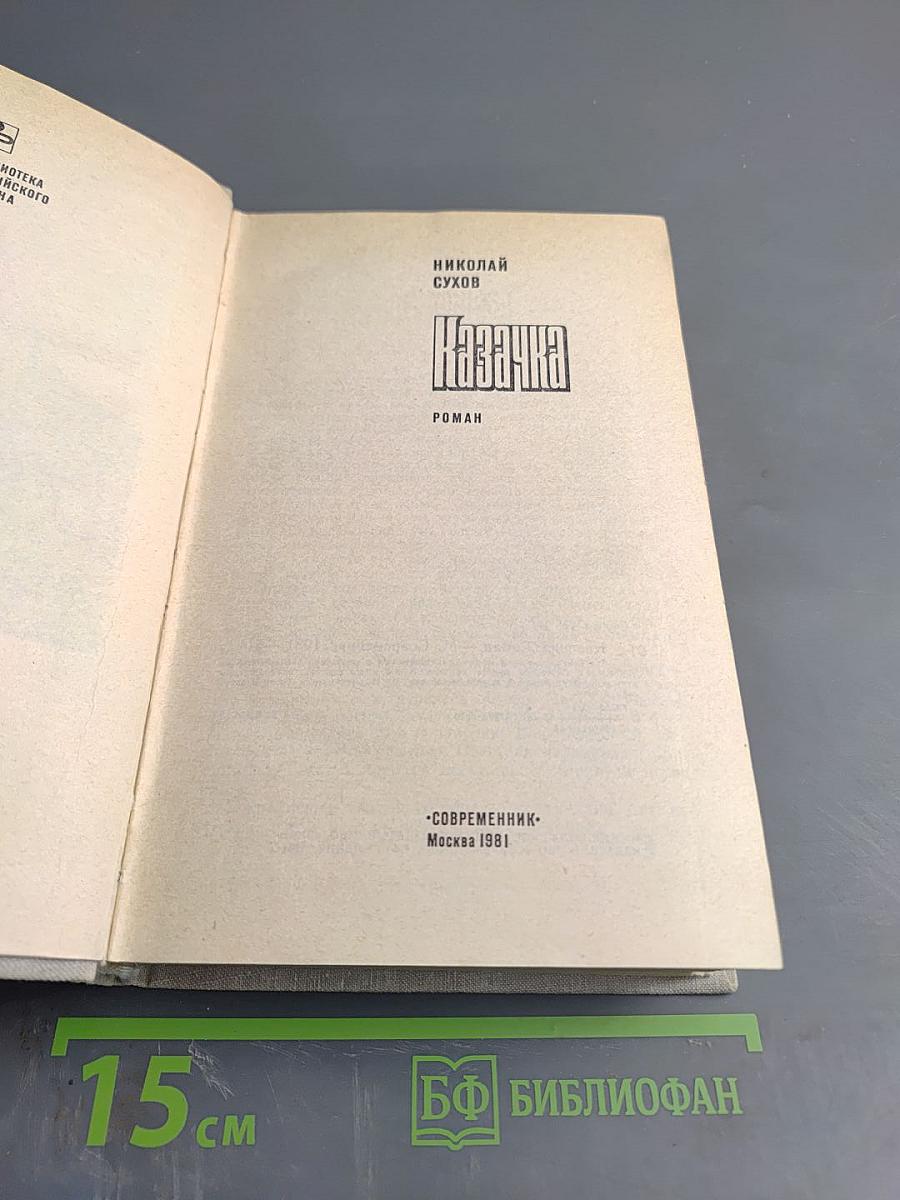 НИКОЛАЙ
СУХОВ
Казачка
РОМАН
•СОВРЕМЕННИК•
Москва 1981
15 см
БФ БИБЛИОФАН